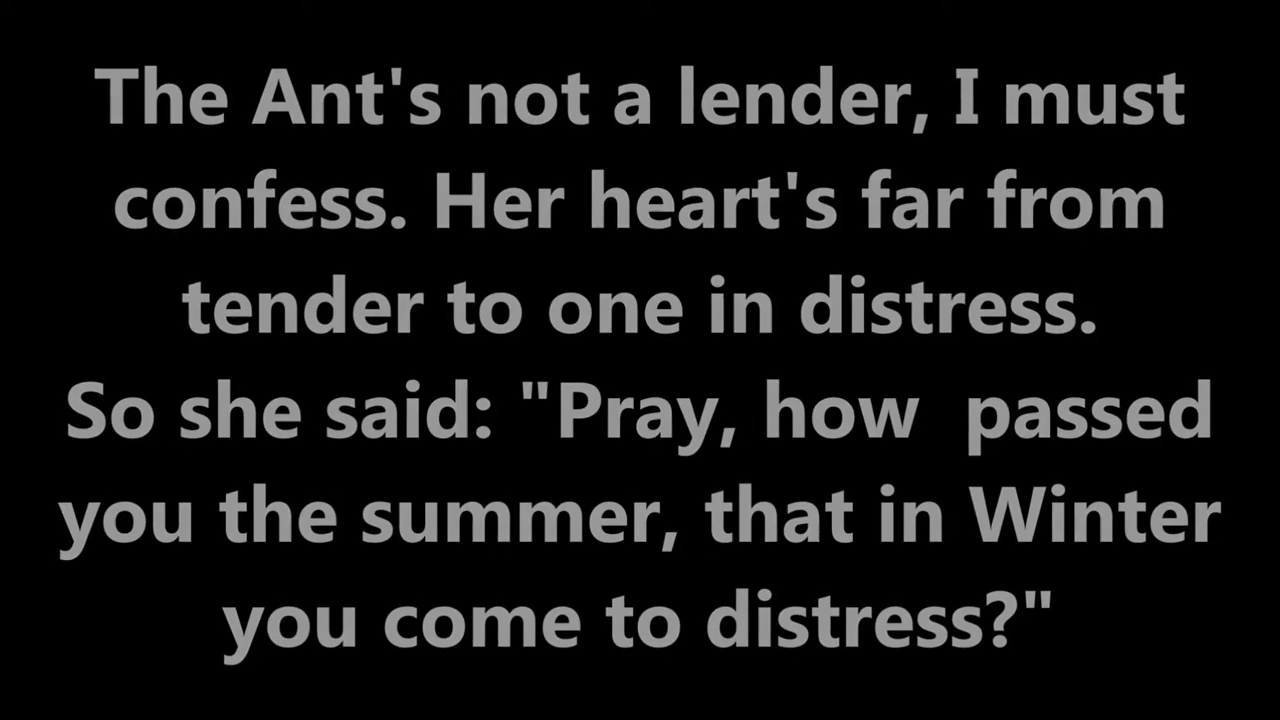 The Ant's not a lender, I must
confess. Her heart's far from
tender to one in distress.
So she said: "Pray, how  passed
you the summer, that in Winter
you come to distress?"